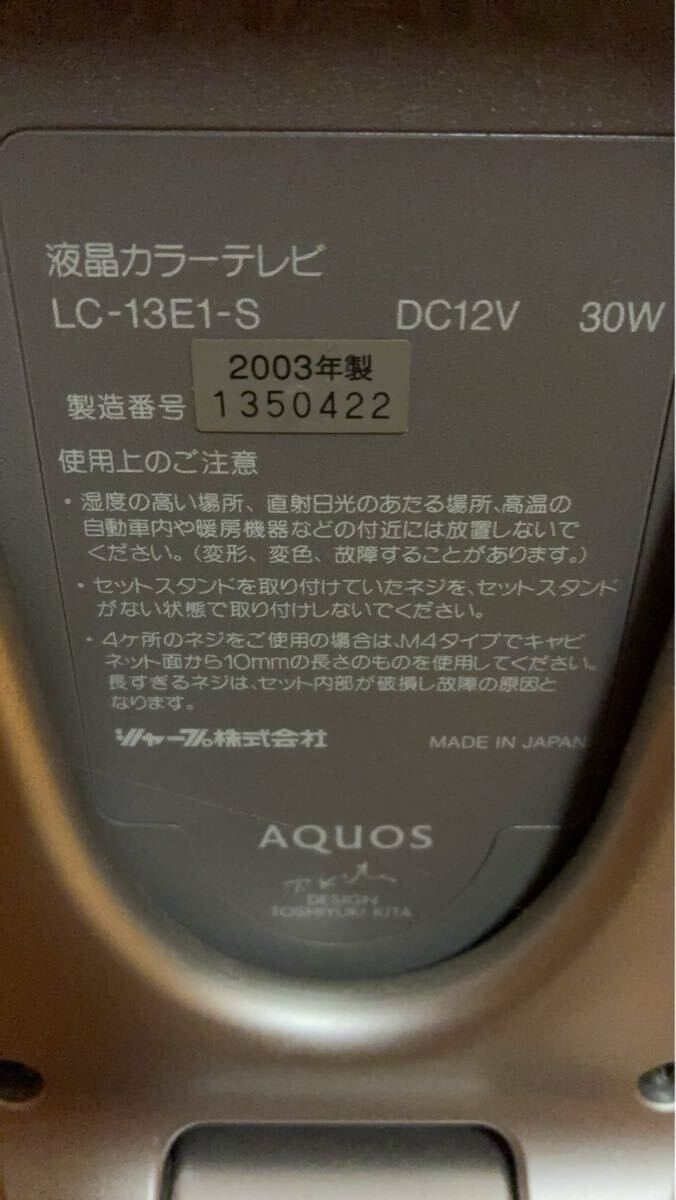 液晶カラーテレビ
LC-13E1-S DC12V 30W
2003年製
製造番号 1350422
使用上のご注意
・湿度の高い場所、直射日光のあたる場所、高温の
自動車内や暖房機器などの付近には放置しないで
ください。(変形、変色、故障することがあります。)
・セットスタンドを取り付けていたネジを、セットスタンド
がない状態で取り付けしないでください。
・4ケ所のネジをご使用の場合は、M4タイプでキャビ
ネット面から10mmの長さのものを使用してください。
長すぎるネジは、セット内部が破損し故障の原因と
なります。
シャープ株式会社 MADE IN JAPAN
AQUOS
DESIGN
TOSHIYUKI KITA